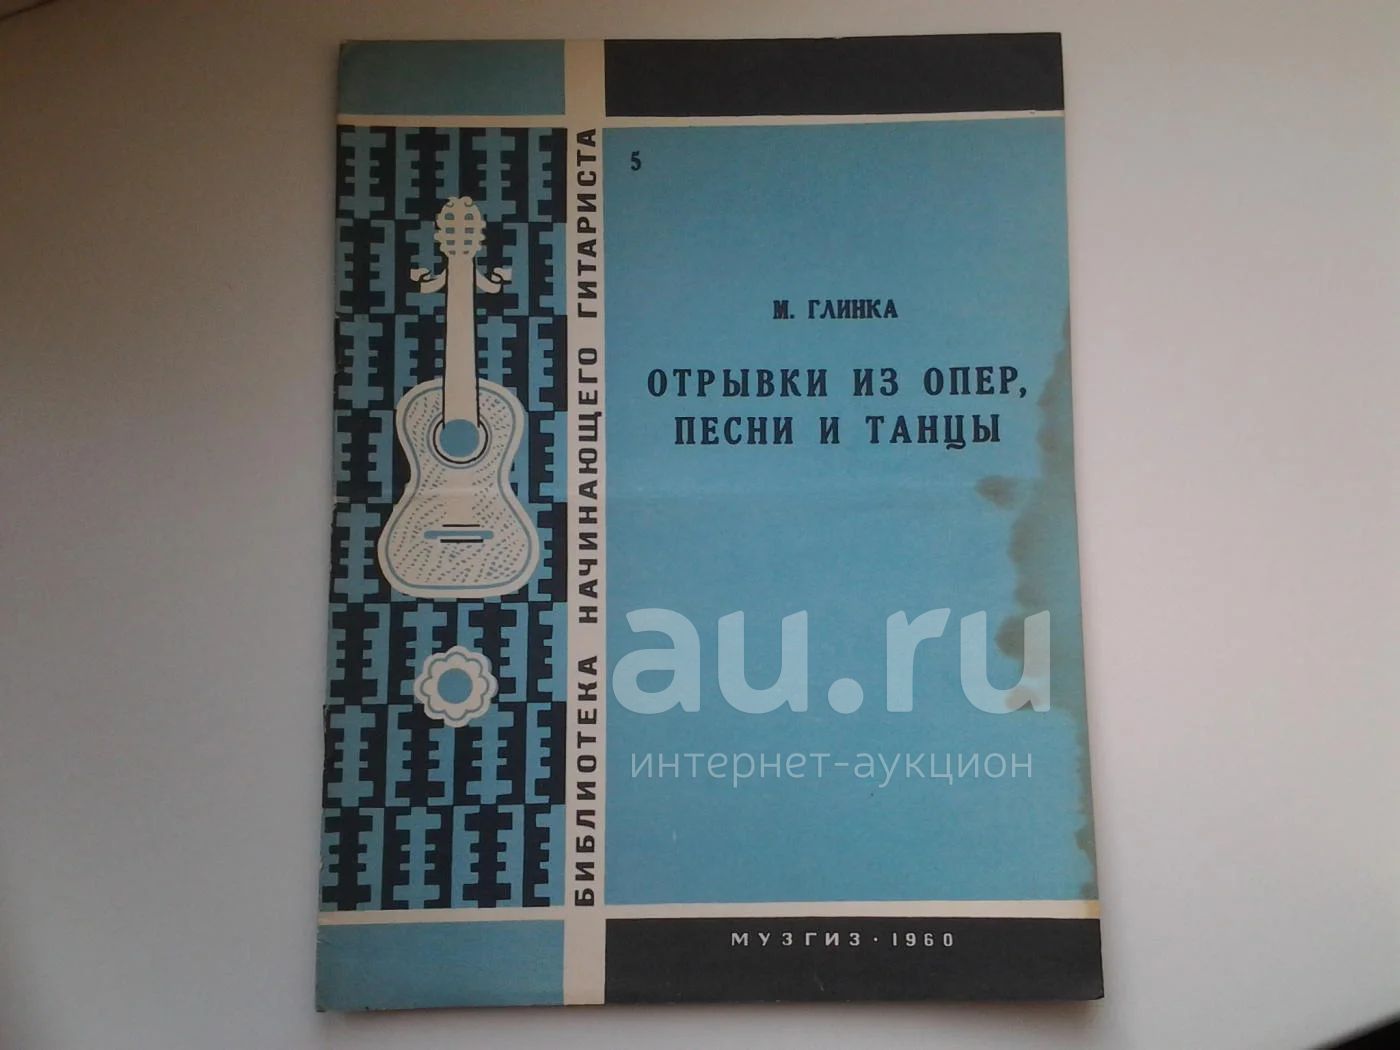 5
М. ГЛИНКА
ОТРЫВКИ ИЗ ОПЕР,
ПЕСНИ И ТАНЦЫ
БИБЛИОТЕКА НАЧИНАЮЩЕГО ГИТАРИСТА
МУЗГИЗ · 1960
au.ru
интернет-аукцион